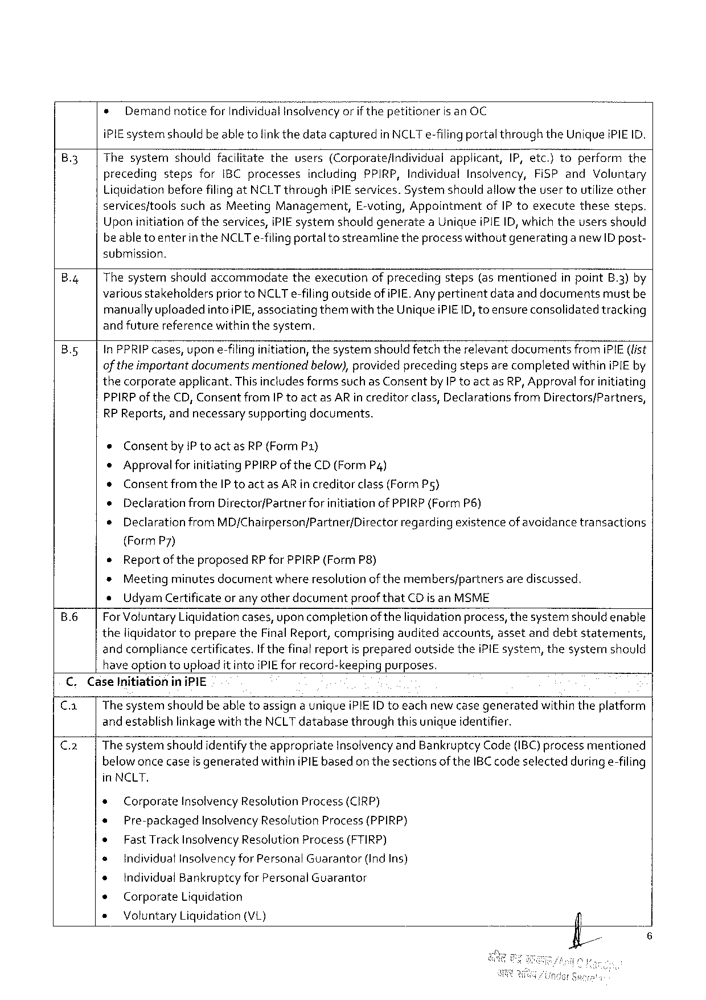 • Demand notice for Individual Insolvency or if the petitioner is an OC
iPIE system should be able to link the data captured in NCLT e-filing portal through the Unique iPIE ID.
B.3 The system should facilitate the users (Corporate/Individual applicant, IP, etc.) to perform the
preceding steps for IBC processes including PPIRP, Individual Insolvency, FiSP and Voluntary
Liquidation before filing at NCLT through iPIE services. System should allow the user to utilize other
services/tools such as Meeting Management, E-voting, Appointment of IP to execute these steps.
Upon initiation of the services, iPIE system should generate a Unique iPIE ID, which the users should
be able to enter in the NCLT e-filing portal to streamline the process without generating a new ID post-
submission.
B.4 The system should accommodate the execution of preceding steps (as mentioned in point B.3) by
various stakeholders prior to NCLT e-filing outside of iPIE. Any pertinent data and documents must be
manually uploaded into iPIE, associating them with the Unique iPIE ID, to ensure consolidated tracking
and future reference within the system.
B.5 In PPRIP cases, upon e-filing initiation, the system should fetch the relevant documents from iPIE (list
of the important documents mentioned below), provided preceding steps are completed within iPIE by
the corporate applicant. This includes forms such as Consent by IP to act as RP, Approval for initiating
PPIRP of the CD, Consent from IP to act as AR in creditor class, Declarations from Directors/Partners,
RP Reports, and necessary supporting documents.
• Consent by IP to act as RP (Form P1)
• Approval for initiating PPIRP of the CD (Form P4)
• Consent from the IP to act as AR in creditor class (Form P5)
• Declaration from Director/Partner for initiation of PPIRP (Form P6)
• Declaration from MD/Chairperson/Partner/Director regarding existence of avoidance transactions
(Form P7)
• Report of the proposed RP for PPIRP (Form P8)
• Meeting minutes document where resolution of the members/partners are discussed.
• Udyam Certificate or any other document proof that CD is an MSME
B.6 For Voluntary Liquidation cases, upon completion of the liquidation process, the system should enable
the liquidator to prepare the Final Report, comprising audited accounts, asset and debt statements,
and compliance certificates. If the final report is prepared outside the iPIE system, the system should
have option to upload it into iPIE for record-keeping purposes.
C. Case Initiation in iPIE
C.1 The system should be able to assign a unique iPIE ID to each new case generated within the platform
and establish linkage with the NCLT database through this unique identifier.
C.2 The system should identify the appropriate Insolvency and Bankruptcy Code (IBC) process mentioned
below once case is generated within iPIE based on the sections of the IBC code selected during e-filing
in NCLT.
• Corporate Insolvency Resolution Process (CIRP)
• Pre-packaged Insolvency Resolution Process (PPIRP)
• Fast Track Insolvency Resolution Process (FTIRP)
• Individual Insolvency for Personal Guarantor (Ind Ins)
• Individual Bankruptcy for Personal Guarantor
• Corporate Liquidation
• Voluntary Liquidation (VL)
6
अवर सचिव/Under